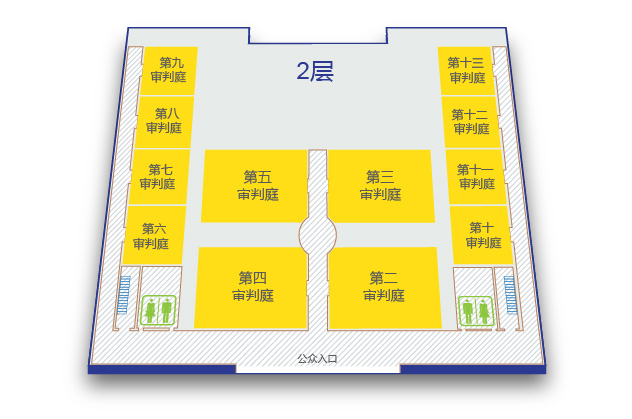 2层
第九
审判庭
第八
审判庭
第七
审判庭
第六
审判庭
第五
审判庭
第四
审判庭
第三
审判庭
第二
审判庭
第十三
审判庭
第十二
审判庭
第十一
审判庭
第十
审判庭
公众入口